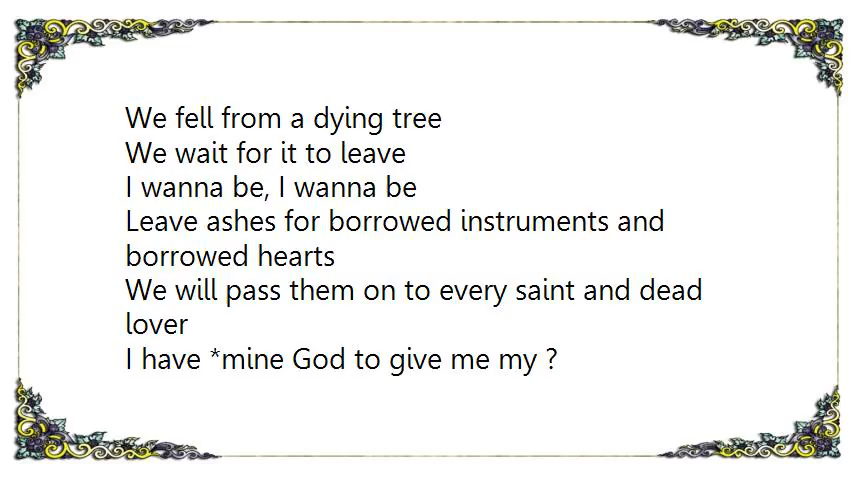 We fell from a dying tree
We wait for it to leave
I wanna be, I wanna be
Leave ashes for borrowed instruments and
borrowed hearts
We will pass them on to every saint and dead
lover
I have *mine God to give me my ?